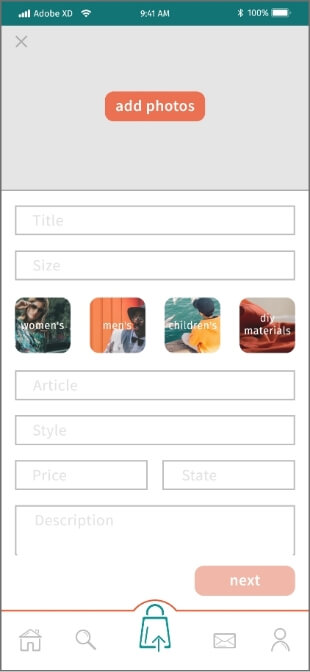 Adobe XD
9:41 AM
100%
add photos
Title
Size
women's
men's
children's
diy
materials
Article
Style
Price
State
Description
next